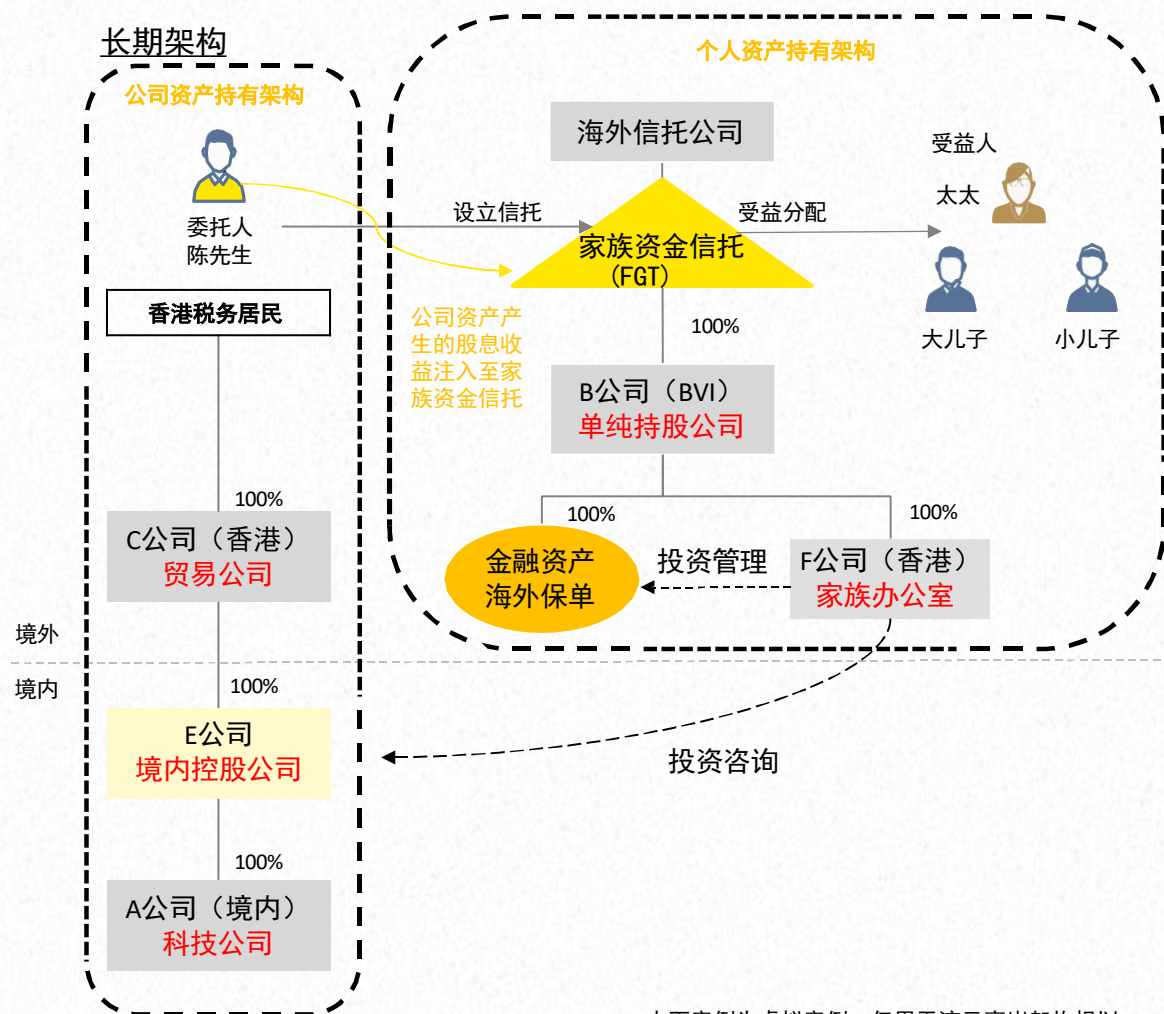 长期架构
公司资产持有架构
委托人
陈先生
香港税务居民
100%
C公司（香港）
贸易公司
境外
境内
100%
E公司
境内控股公司
100%
A公司（境内）
科技公司
个人资产持有架构
海外信托公司
设立信托
家族资金信托
(FGT)
受益分配
受益人
太太
大儿子
小儿子
公司资产产
生的股息收
益注入至家
族资金信托
100%
B公司（BVI）
单纯持股公司
100%
100%
金融资产
海外保单
投资管理
F公司（香港）
家族办公室
投资咨询